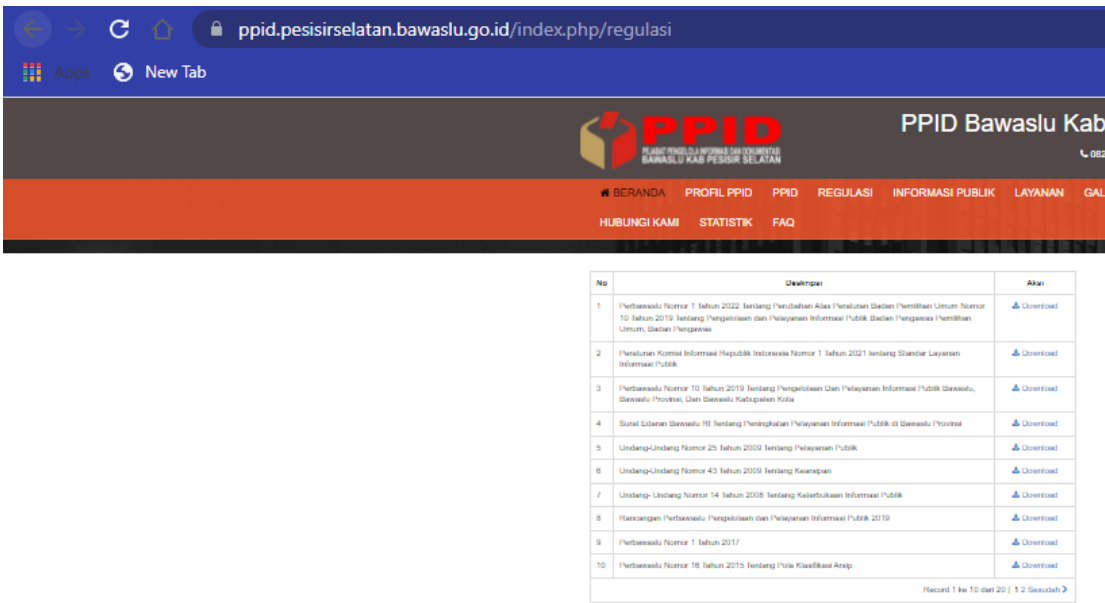 ppid.pesisirselatan.bawaslu.go.id/index.php/regulasi
Apps New Tab
PPID
PEJABAT PENGELOLA INFORMASI DAN DOKUMENTASI
BAWASLU KAB PESISIR SELATAN
PPID Bawaslu Kab
082
BERANDA PROFIL PPID PPID REGULASI INFORMASI PUBLIK LAYANAN GAL
HUBUNGI KAMI STATISTIK FAQ
No Deskripsi Aksi
1 Perbawaslu Nomor 1 Tahun 2022 Tentang Perubahan Atas Peraturan Badan Pemilihan Umum Nomor Download
10 Tahun 2019 Tentang Pengelolaan dan Pelayanan Informasi Publik Badan Pengawas Pemilihan
Umum, Badan Pengawas
2 Peraturan Komisi Informasi Republik Indonesia Nomor 1 Tahun 2021 tentang Standar Layanan Download
Informasi Publik
3 Perbawaslu Nomor 10 Tahun 2019 Tentang Pengelolaan Dan Pelayanan Informasi Publik Bawaslu, Download
Bawaslu Provinsi, Dan Bawaslu Kabupaten Kota
4 Surat Edaran Bawaslu RI Tentang Peningkatan Pelayanan Informasi Publik di Bawaslu Provinsi Download
5 Undang-Undang Nomor 25 Tahun 2009 Tentang Pelayanan Publik Download
6 Undang-Undang Nomor 43 Tahun 2009 Tentang Kearsipan Download
7 Undang- Undang Nomor 14 Tahun 2008 Tentang Keterbukaan Informasi Publik Download
8 Rancangan Perbawaslu Pengelolaan dan Pelayanan Informasi Publik 2019 Download
9 Perbawaslu Nomor 1 Tahun 2017 Download
10 Perbawaslu Nomor 16 Tahun 2015 Tentang Pola Klasifikasi Arsip Download
Record 1 ke 10 dari 20 | 1 2 Sesudah